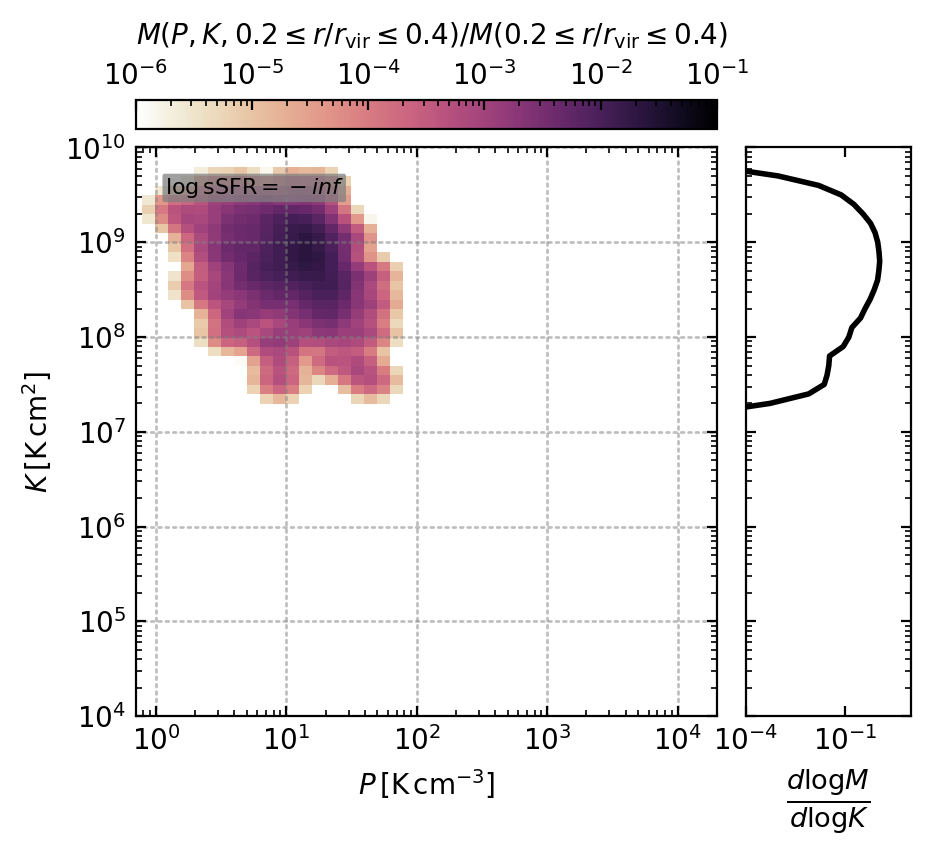 M(P, K, 0.2 ≤ r/r_vir ≤ 0.4)/M(0.2 ≤ r/r_vir ≤ 0.4)
10^−6 10^−5 10^−4 10^−3 10^−2 10^−1
log sSFR = −inf
10^10
10^9
10^8
10^7
10^6
10^5
10^4
K [K cm^2]
10^0 10^1 10^2 10^3 10^4
P [K cm^−3]
10^−4 10^−1
dlogM
dlogK